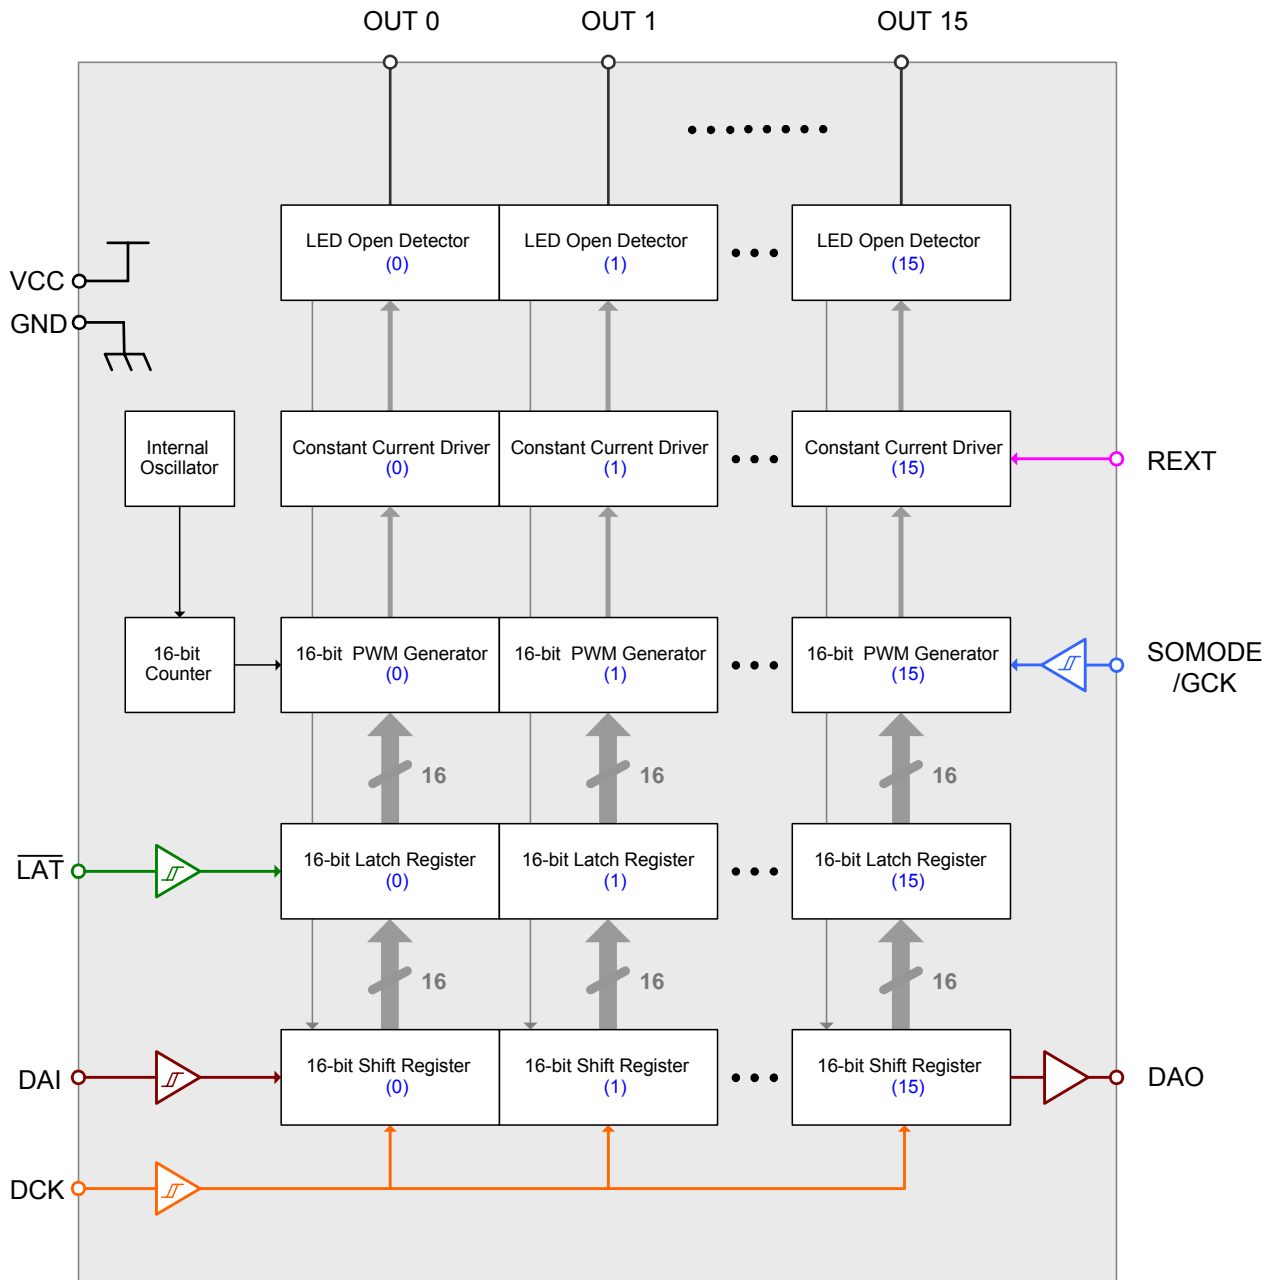 OUT 0
OUT 1
OUT 15
LED Open Detector
(0)
LED Open Detector
(1)
LED Open Detector
(15)
VCC
GND
Internal
Oscillator
Constant Current Driver
(0)
Constant Current Driver
(1)
Constant Current Driver
(15)
REXT
16-bit
Counter
16-bit  PWM Generator
(0)
16-bit  PWM Generator
(1)
16-bit  PWM Generator
(15)
SOMODE
/GCK
16
16
16
L̅A̅T̅
16-bit Latch Register
(0)
16-bit Latch Register
(1)
16-bit Latch Register
(15)
16
16
16
DAI
16-bit Shift Register
(0)
16-bit Shift Register
(1)
16-bit Shift Register
(15)
DAO
DCK